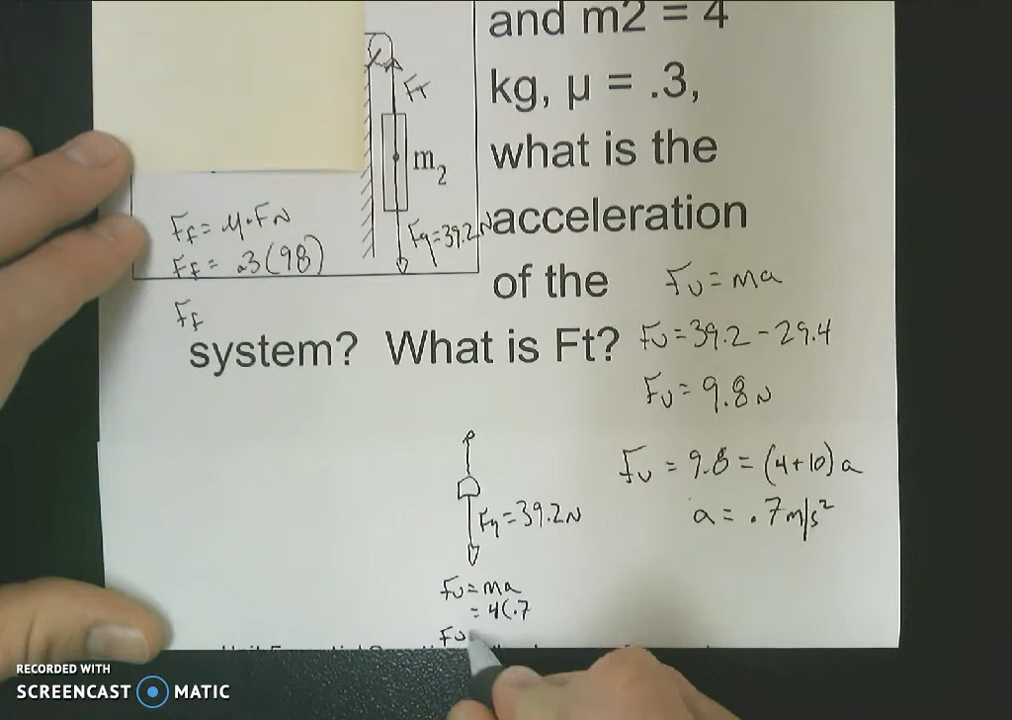 and m2 = 4
kg, μ = .3,
what is the
acceleration
of the
system? What is Ft?
FT
m2
Fg=39.2N
Ff= μ·FN
Ff= .3(98)
Ff
FU=ma
FU=39.2-29.4
FU=9.8N
FU = 9.8 = (4+10)a
a = .7m/s²
Fg=39.2N
FU=ma
= 4(.7
FU=
RECORDED WITH
SCREENCAST MATIC